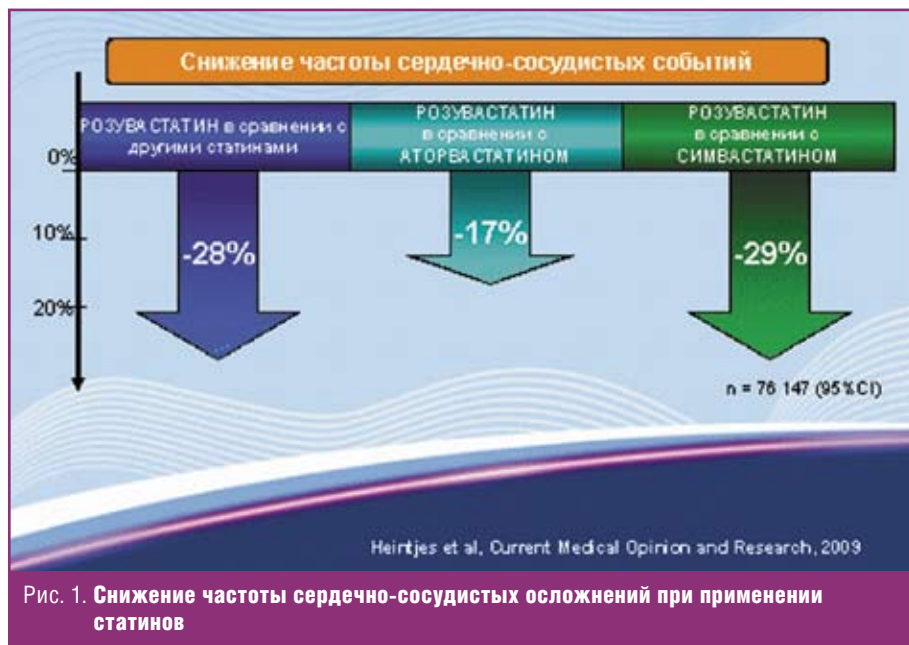 Снижение частоты сердечно-сосудистых событий
РОЗУВАСТАТИН в сравнении с
другими статинами
РОЗУВАСТАТИН
в сравнении с
АТОРВАСТАТИНОМ
РОЗУВАСТАТИН
в сравнении с
СИМВАСТАТИНОМ
0%
10%
20%
-28%
-17%
-29%
n = 76 147 (95%CI)
Heintjes et al, Current Medical Opinion and Research, 2009
Рис. 1. Снижение частоты сердечно-сосудистых осложнений при применении
статинов